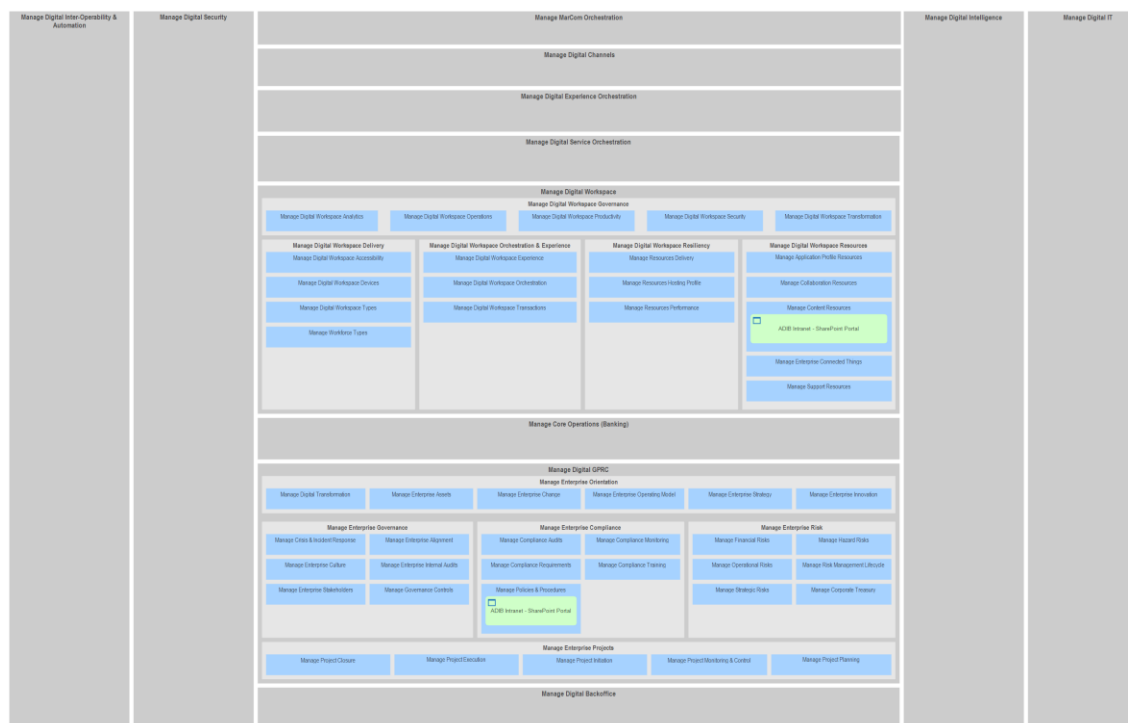 Manage Digital Inter-Operability &
Automation
Manage Digital Security
Manage MarCom Orchestration
Manage Digital Intelligence
Manage Digital IT
Manage Digital Channels
Manage Digital Experience Orchestration
Manage Digital Service Orchestration
Manage Digital Workspace
Manage Digital Workspace Governance
Manage Digital Workspace Analytics
Manage Digital Workspace Operations
Manage Digital Workspace Productivity
Manage Digital Workspace Security
Manage Digital Workspace Transformation
Manage Digital Workspace Delivery
Manage Digital Workspace Accessibility
Manage Digital Workspace Devices
Manage Digital Workspace Types
Manage Workforce Types
Manage Digital Workspace Orchestration & Experience
Manage Digital Workspace Experience
Manage Digital Workspace Orchestration
Manage Digital Workspace Transactions
Manage Digital Workspace Resiliency
Manage Resources Delivery
Manage Resources Hosting Profile
Manage Resources Performance
Manage Digital Workspace Resources
Manage Application Profile Resources
Manage Collaboration Resources
Manage Content Resources
ADIB Intranet - SharePoint Portal
Manage Enterprise Connected Things
Manage Support Resources
Manage Core Operations (Banking)
Manage Digital GPRC
Manage Enterprise Orientation
Manage Digital Transformation
Manage Enterprise Assets
Manage Enterprise Change
Manage Enterprise Operating Model
Manage Enterprise Strategy
Manage Enterprise Innovation
Manage Enterprise Governance
Manage Crisis & Incident Response
Manage Enterprise Alignment
Manage Enterprise Culture
Manage Enterprise Internal Audits
Manage Enterprise Stakeholders
Manage Governance Controls
Manage Enterprise Compliance
Manage Compliance Audits
Manage Compliance Monitoring
Manage Compliance Requirements
Manage Compliance Training
Manage Policies & Procedures
ADIB Intranet - SharePoint Portal
Manage Enterprise Risk
Manage Financial Risks
Manage Hazard Risks
Manage Operational Risks
Manage Risk Management Lifecycle
Manage Strategic Risks
Manage Corporate Treasury
Manage Enterprise Projects
Manage Project Closure
Manage Project Execution
Manage Project Initiation
Manage Project Monitoring & Control
Manage Project Planning
Manage Digital Backoffice